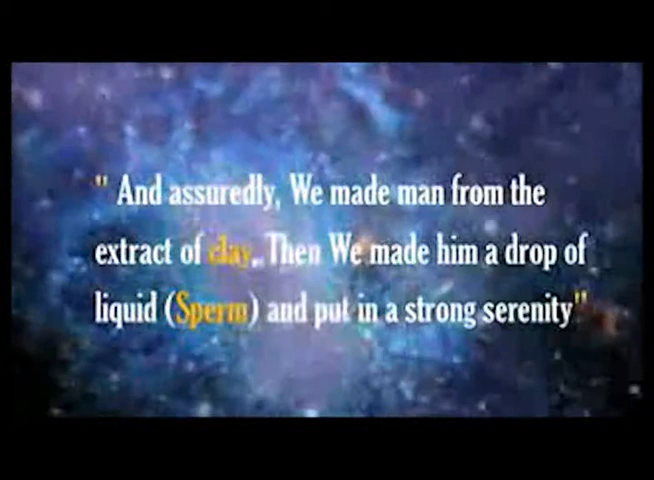 " And assuredly, We made man from the
extract of clay,. Then We made him a drop of
liquid (Sperm) and put in a strong serenity"